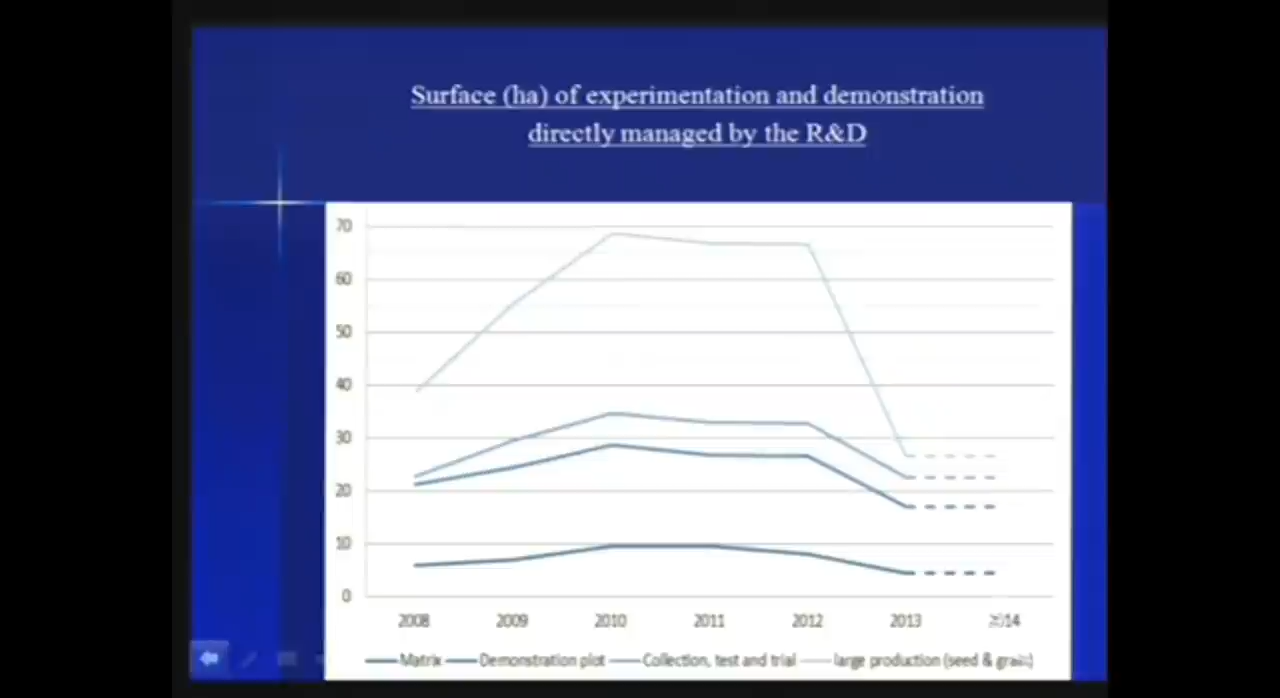 Surface (ha) of experimentation and demonstration
directly managed by the R&D
70
60
50
40
30
20
10
0
2008 2009 2010 2011 2012 2013 2014
Matrix Demonstration plot Collection, test and trial large production (seed & grain)